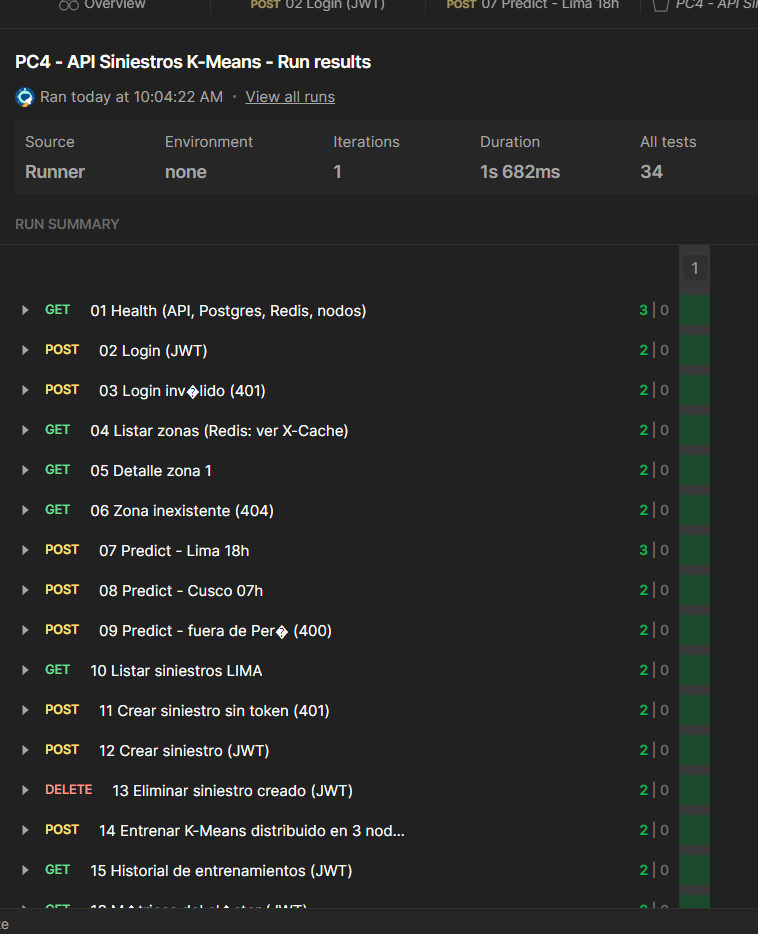 Overview POST 02 Login (JWT) POST 07 Predict - Lima 18h PC4 - API Sin
PC4 - API Siniestros K-Means - Run results
Ran today at 10:04:22 AM · View all runs
Source Environment Iterations Duration All tests
Runner none 1 1s 682ms 34
RUN SUMMARY
1
GET 01 Health (API, Postgres, Redis, nodos) 3 | 0
POST 02 Login (JWT) 2 | 0
POST 03 Login inv�lido (401) 2 | 0
GET 04 Listar zonas (Redis: ver X-Cache) 2 | 0
GET 05 Detalle zona 1 2 | 0
GET 06 Zona inexistente (404) 2 | 0
POST 07 Predict - Lima 18h 3 | 0
POST 08 Predict - Cusco 07h 2 | 0
POST 09 Predict - fuera de Per� (400) 2 | 0
GET 10 Listar siniestros LIMA 2 | 0
POST 11 Crear siniestro sin token (401) 2 | 0
POST 12 Crear siniestro (JWT) 2 | 0
DELETE 13 Eliminar siniestro creado (JWT) 2 | 0
POST 14 Entrenar K-Means distribuido en 3 nod... 2 | 0
GET 15 Historial de entrenamientos (JWT) 2 | 0